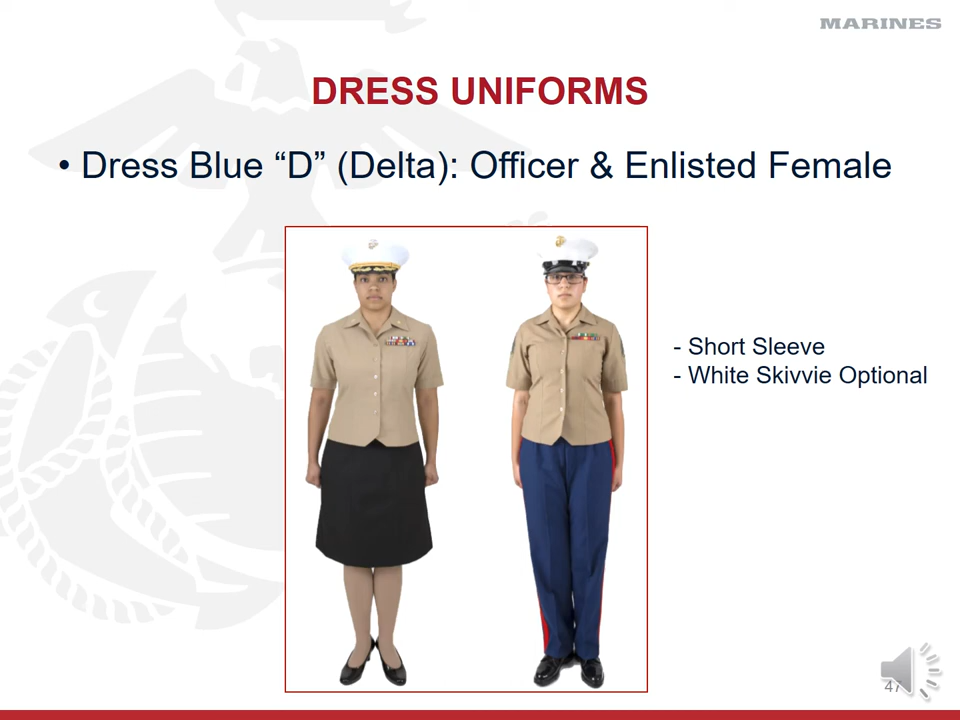 MARINES
DRESS UNIFORMS
• Dress Blue “D” (Delta): Officer & Enlisted Female
- Short Sleeve
- White Skivvie Optional
47